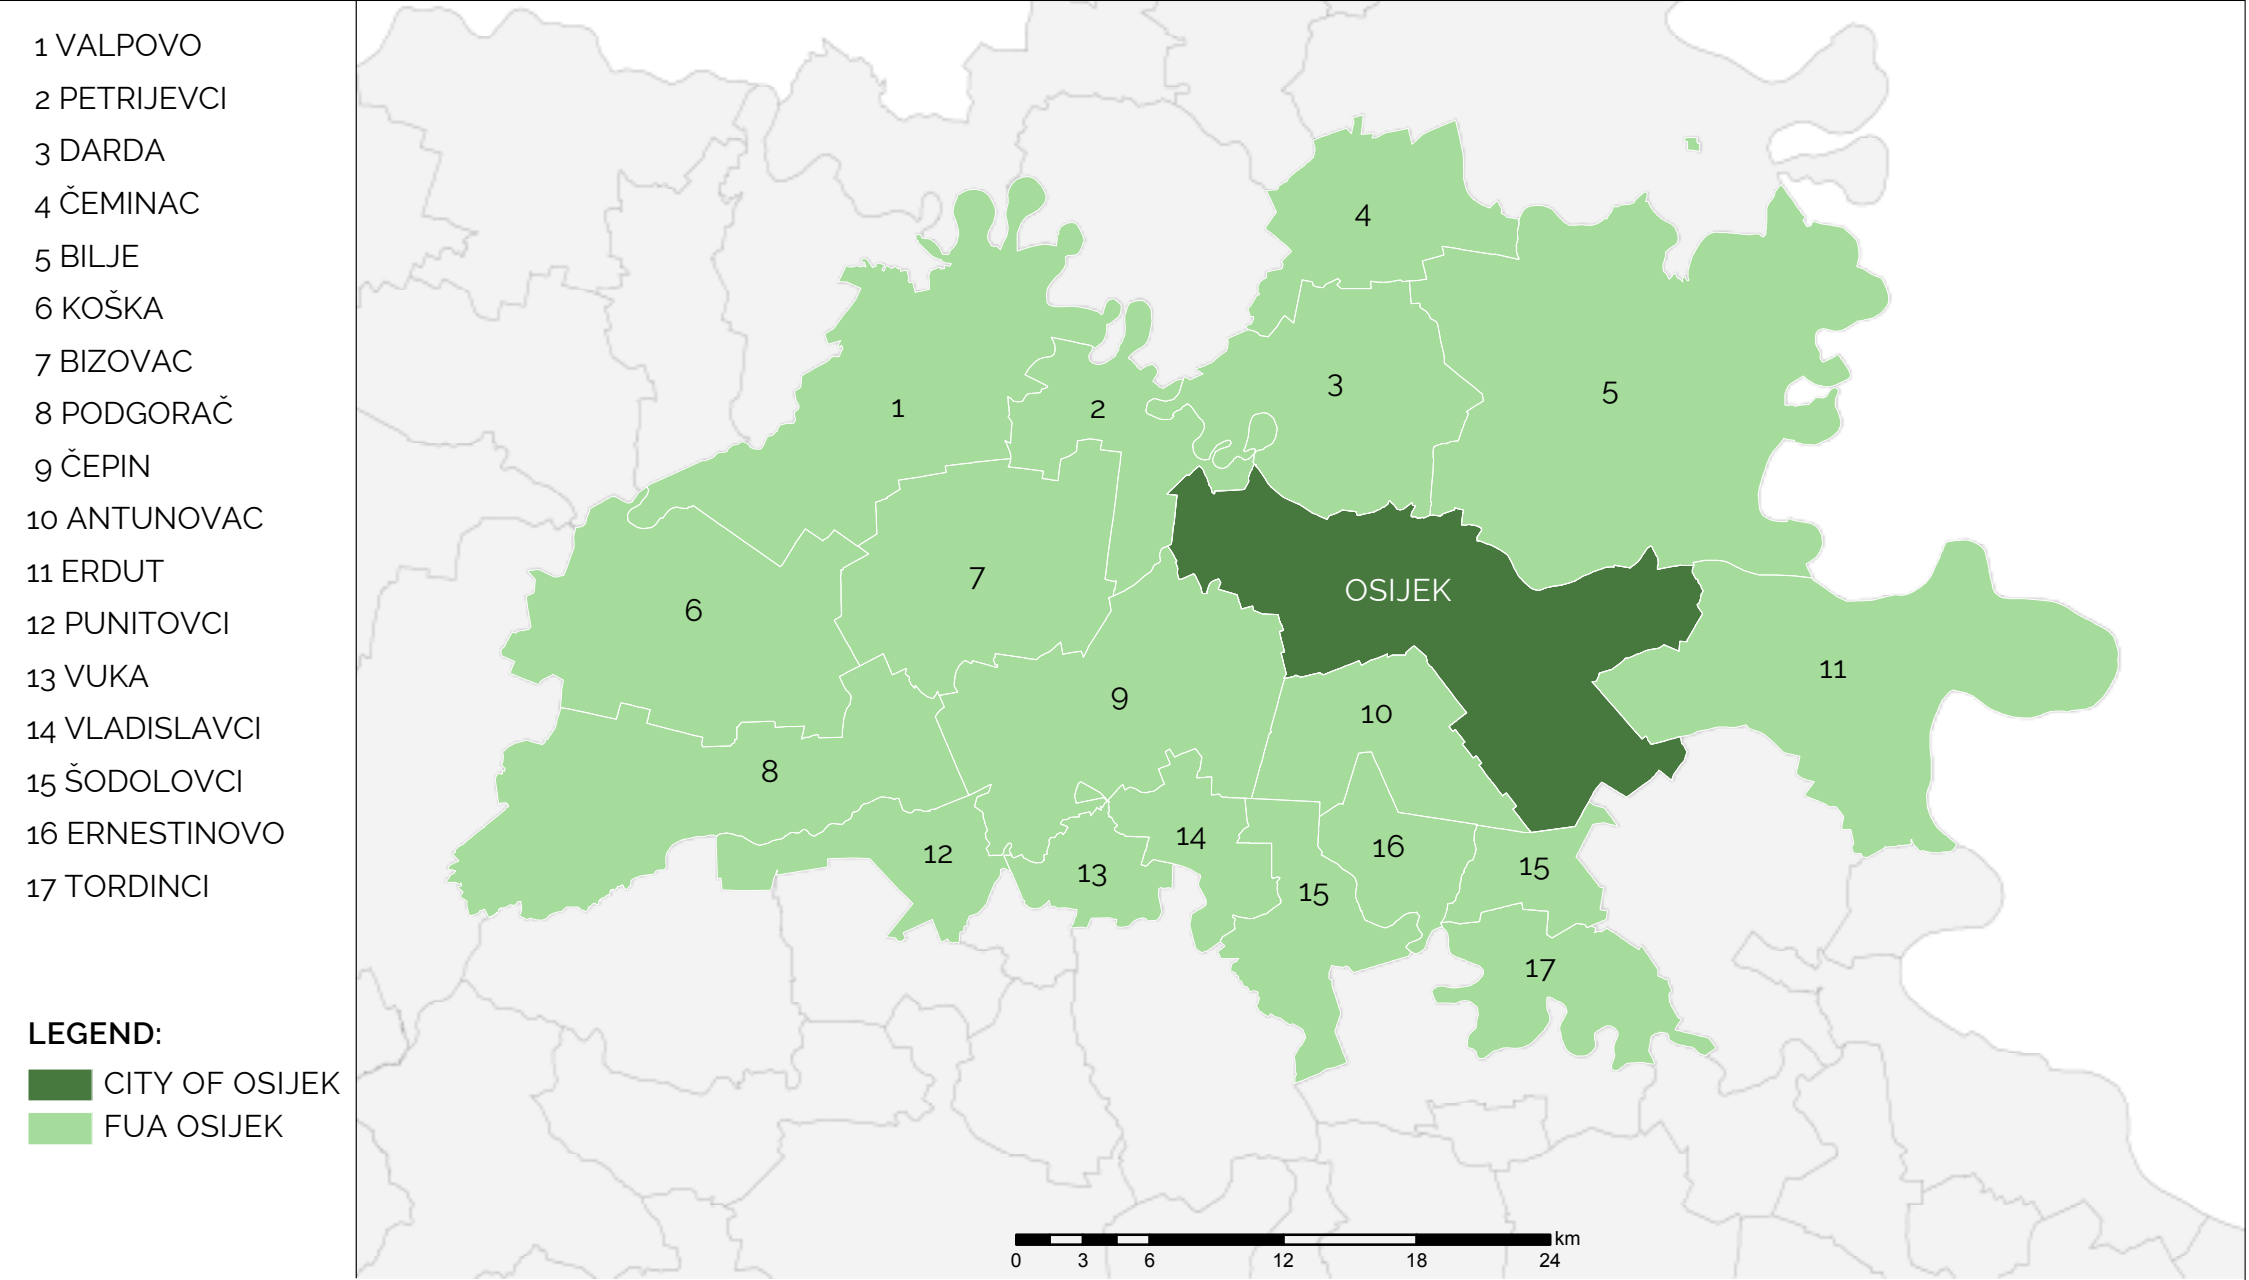 1 VALPOVO
2 PETRIJEVCI
3 DARDA
4 ČEMINAC
5 BILJE
6 KOŠKA
7 BIZOVAC
8 PODGORAČ
9 ČEPIN
10 ANTUNOVAC
11 ERDUT
12 PUNITOVCI
13 VUKA
14 VLADISLAVCI
15 ŠODOLOVCI
16 ERNESTINOVO
17 TORDINCI
LEGEND:
CITY OF OSIJEK
FUA OSIJEK
4
3
5
1
2
7
OSIJEK
6
11
9
10
8
14
16
12
15
13
15
17
km
0 3 6 12 18 24